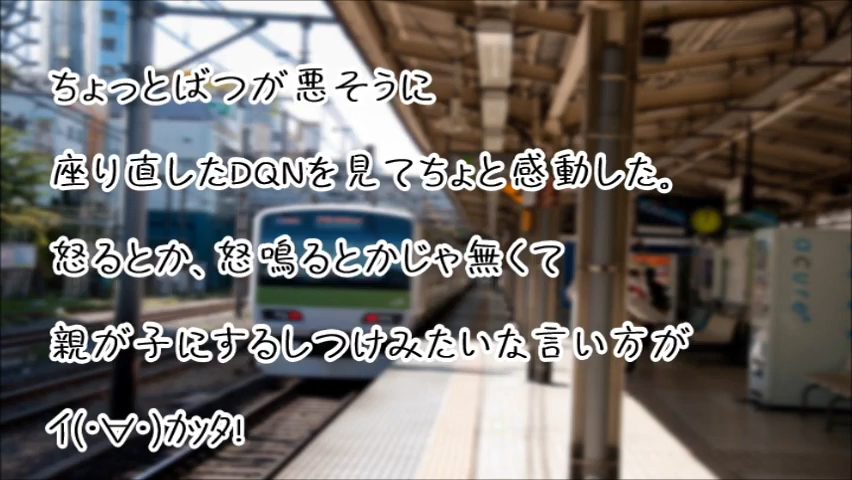 ちょっとばつが悪そうに
座り直したDQNを見てちょと感動した。
怒るとか、怒鳴るとかじゃ無くて
親が子にするしつけみたいな言い方が
イ(・∀・)カッタ!
acure